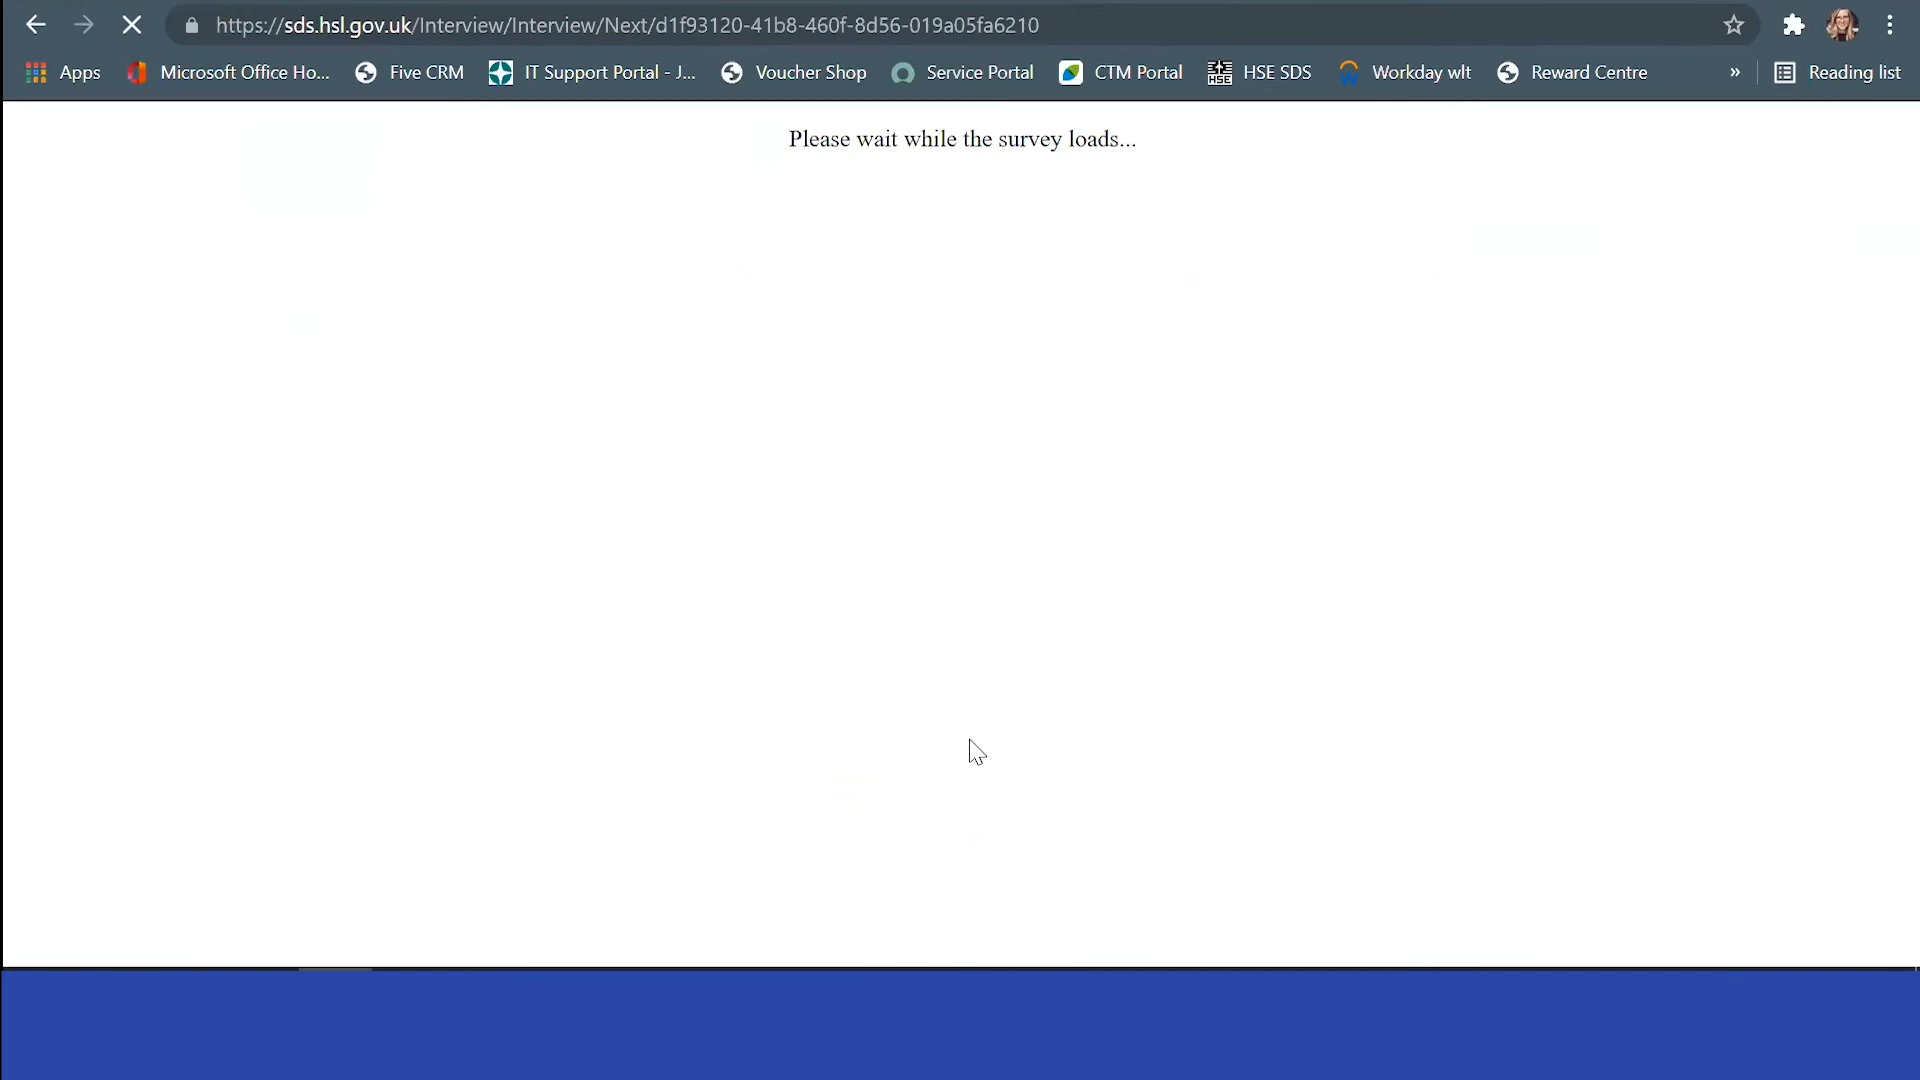 https://sds.hsl.gov.uk/Interview/Interview/Next/d1f93120-41b8-460f-8d56-019a05fa6210
Apps Microsoft Office Ho... Five CRM IT Support Portal - J... Voucher Shop Service Portal CTM Portal HSE HSE SDS Workday wlt Reward Centre » Reading list
Please wait while the survey loads...